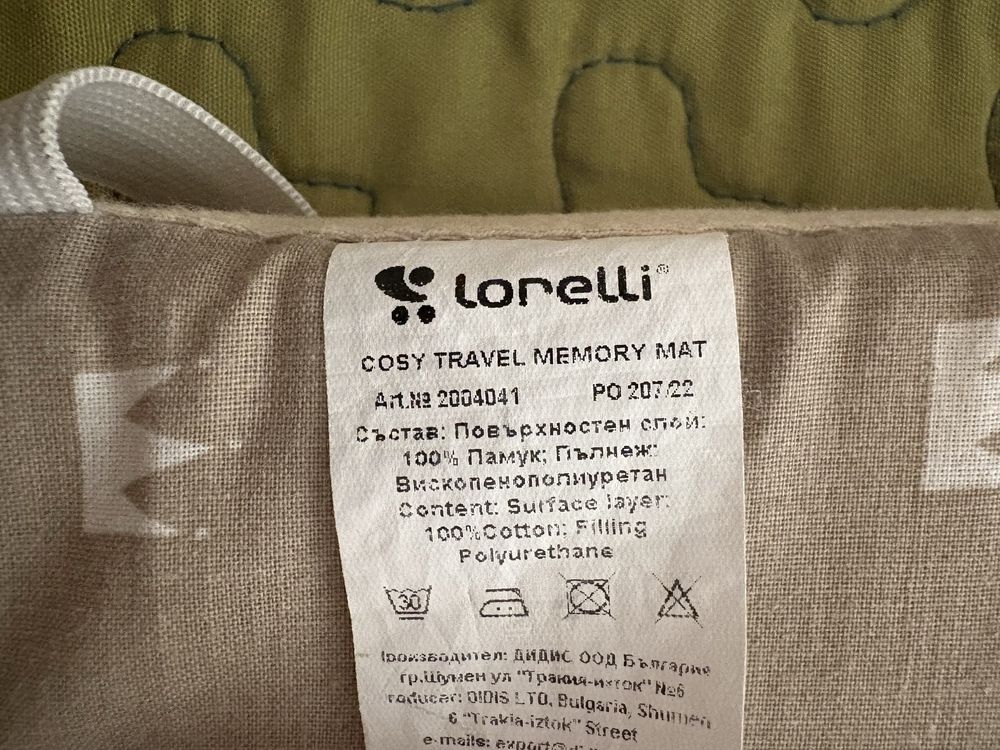 lorelli®
COSY TRAVEL MEMORY MAT
Art.№ 2004041 PO 207/22
Състав: Повърхностен слой:
100% Памук; Пълнеж:
Вископенополиуретан
Content: Surface layer:
100%Cotton; Filling
Polyurethane
30
роизводител: ДИДИС ООД България
гр.Шумен ул "Тракия-изток" №6
roducer: DIDIS LTD, Bulgaria, Shumen
6 "Trakia-iztok" Street
e-mails: